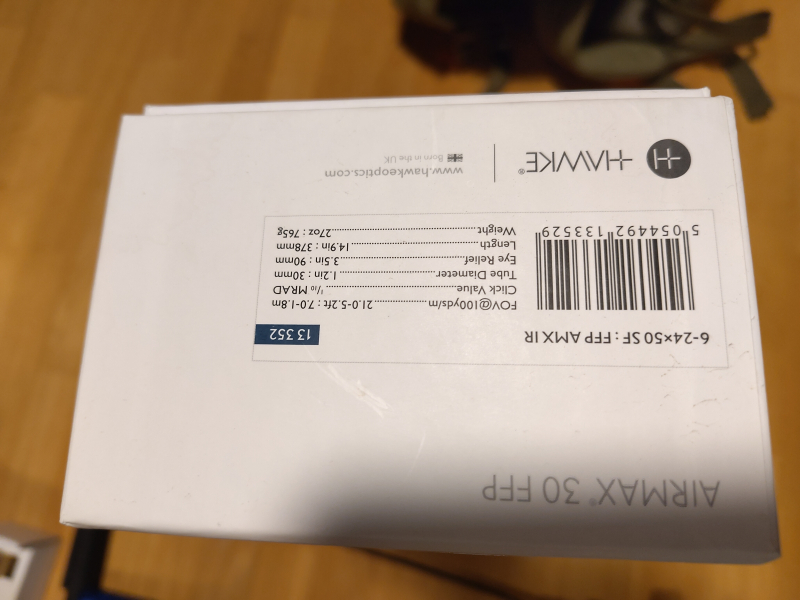 AIRMAX® 30 FFP
6-24×50 SF : FFP AMX IR
13 352
FOV@100yds/m 21.0-5.2ft : 7.0-1.8m
Click Value 1/10 MRAD
Tube Diameter 1.2in : 30mm
Eye Relief 3.5in : 90mm
Length 14.9in : 378mm
Weight 27oz : 765g
5 054492 133529
HAWKE®
www.hawkeoptics.com
Born in the UK